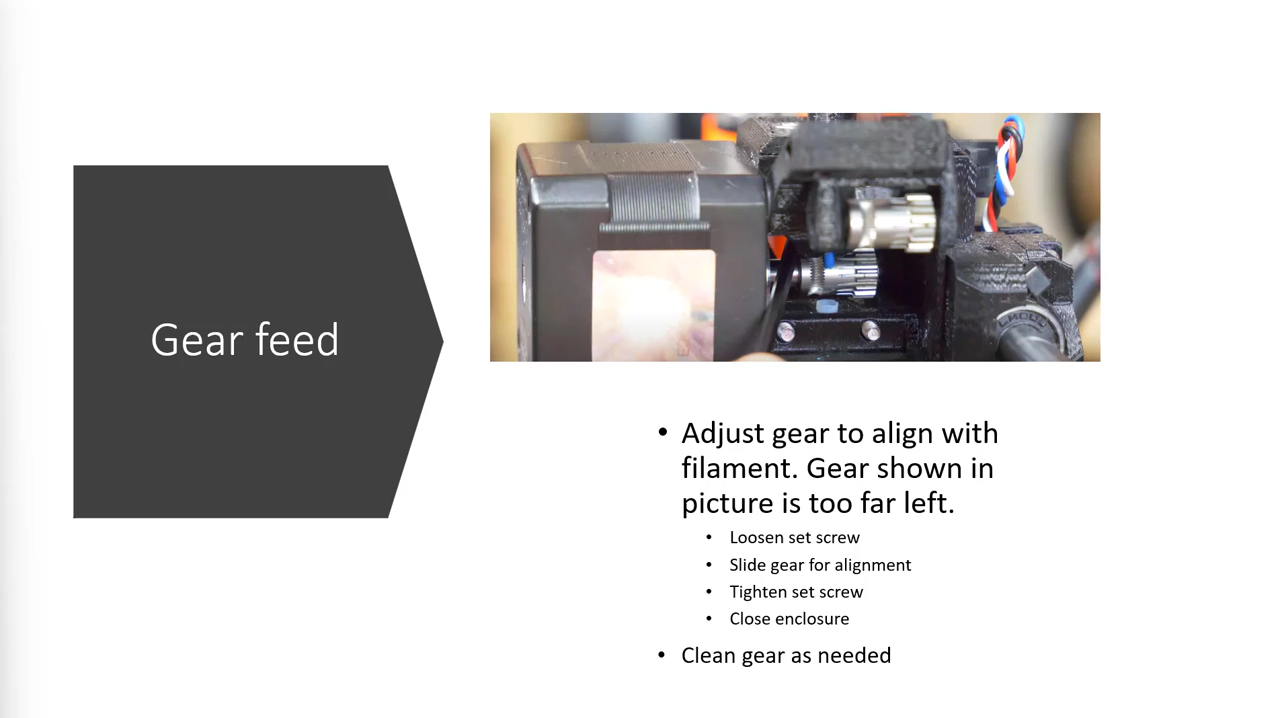 Gear feed
• Adjust gear to align with
filament. Gear shown in
picture is too far left.
• Loosen set screw
• Slide gear for alignment
• Tighten set screw
• Close enclosure
• Clean gear as needed